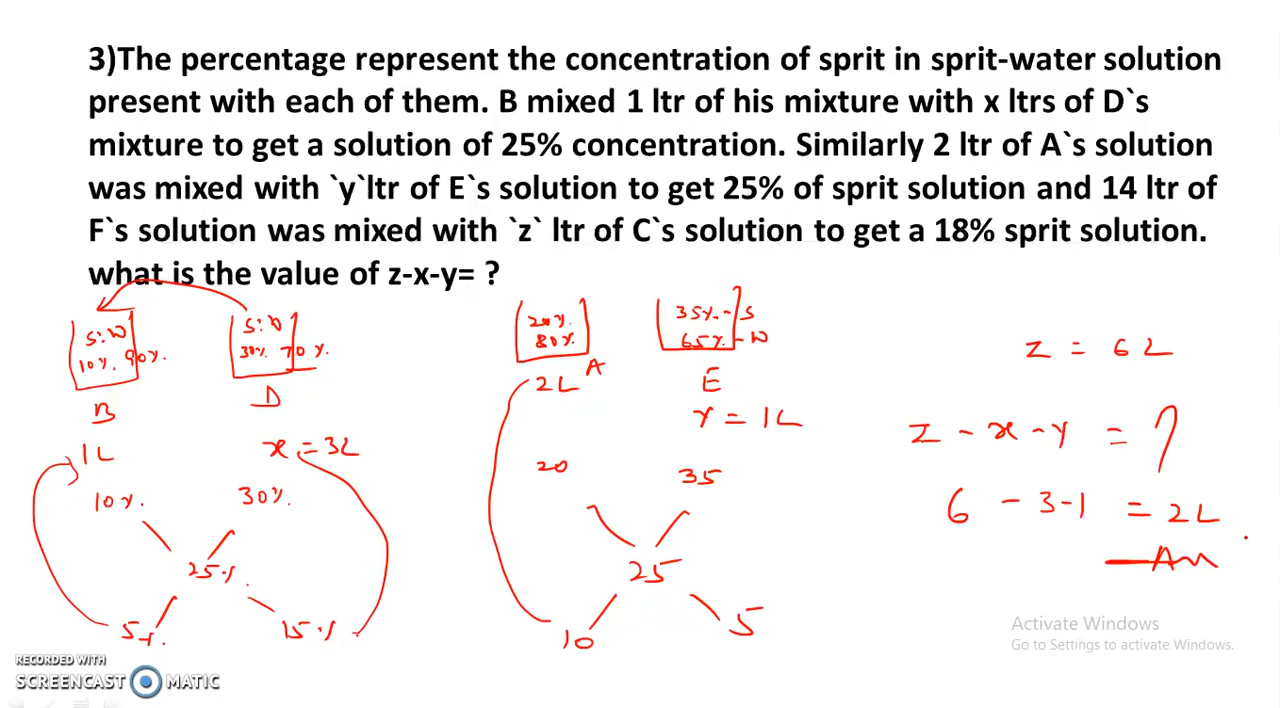 3)The percentage represent the concentration of sprit in sprit-water solution
present with each of them. B mixed 1 ltr of his mixture with x ltrs of D`s
mixture to get a solution of 25% concentration. Similarly 2 ltr of A`s solution
was mixed with `y`ltr of E`s solution to get 25% of sprit solution and 14 ltr of
F`s solution was mixed with `z` ltr of C`s solution to get a 18% sprit solution.
what is the value of z-x-y= ?
S:W
10%. 90%.
B
1L
10%.
S:W
30%. 70%.
D
x = 3L
30%.
25%.
5%.
15%.
20%.
80%.
A
2L
20
35%. - S
65%. - W
E
Y = 1L
35
25
10
5
z = 6L
z - x - y = ?
6 - 3 - 1 = 2L
Ans
Activate Windows
Go to Settings to activate Windows.
RECORDED WITH
SCREENCAST MATIC